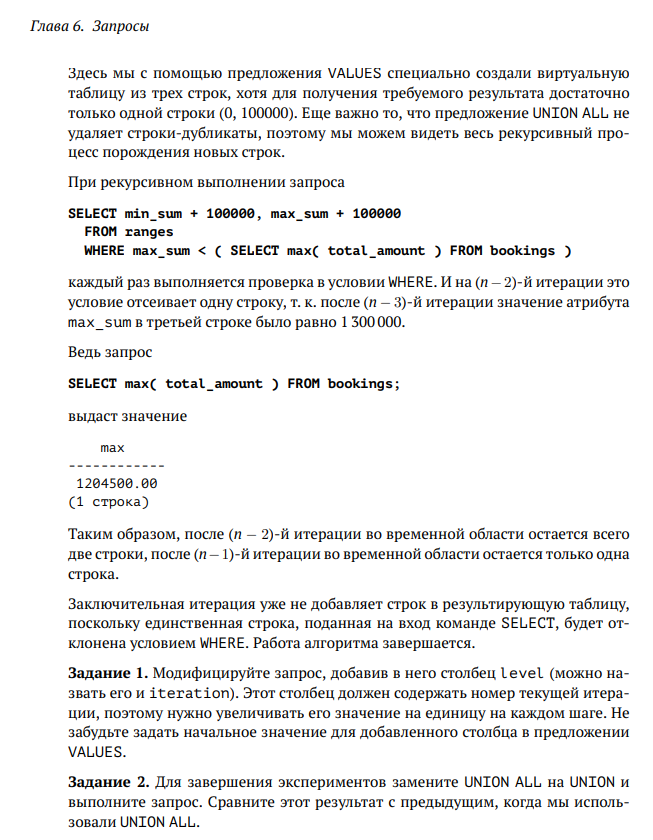 Глава 6. Запросы
Здесь мы с помощью предложения VALUES специально создали виртуальную
таблицу из трех строк, хотя для получения требуемого результата достаточно
только одной строки (0, 100000). Еще важно то, что предложение UNION ALL не
удаляет строки-дубликаты, поэтому мы можем видеть весь рекурсивный про-
цесс порождения новых строк.
При рекурсивном выполнении запроса
SELECT min_sum + 100000, max_sum + 100000
FROM ranges
WHERE max_sum < ( SELECT max( total_amount ) FROM bookings )
каждый раз выполняется проверка в условии WHERE. И на (n − 2)-й итерации это
условие отсеивает одну строку, т. к. после (n − 3)-й итерации значение атрибута
max_sum в третьей строке было равно 1 300 000.
Ведь запрос
SELECT max( total_amount ) FROM bookings;
выдаст значение
max
------------
1204500.00
(1 строка)
Таким образом, после (n − 2)-й итерации во временной области остается всего
две строки, после (n − 1)-й итерации во временной области остается только одна
строка.
Заключительная итерация уже не добавляет строк в результирующую таблицу,
поскольку единственная строка, поданная на вход команде SELECT, будет от-
клонена условием WHERE. Работа алгоритма завершается.
Задание 1. Модифицируйте запрос, добавив в него столбец level (можно на-
звать его и iteration). Этот столбец должен содержать номер текущей итера-
ции, поэтому нужно увеличивать его значение на единицу на каждом шаге. Не
забудьте задать начальное значение для добавленного столбца в предложении
VALUES.
Задание 2. Для завершения экспериментов замените UNION ALL на UNION и
выполните запрос. Сравните этот результат с предыдущим, когда мы исполь-
зовали UNION ALL.